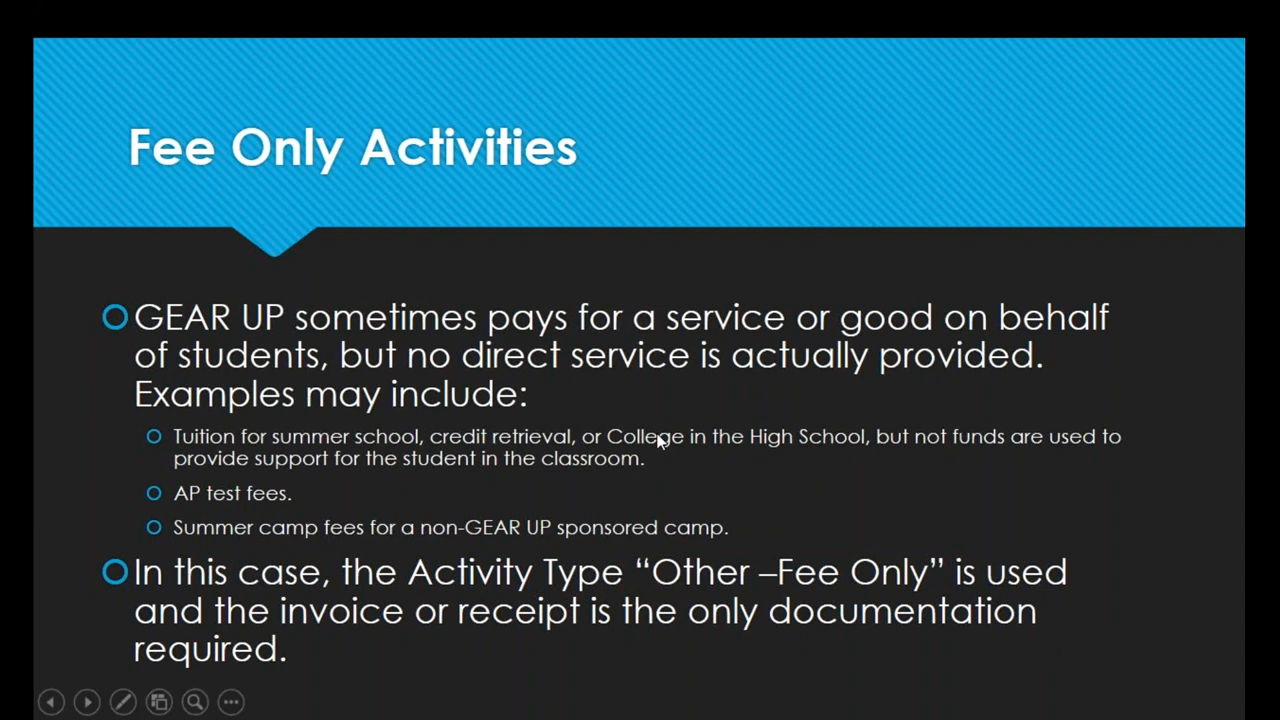 Fee Only Activities
GEAR UP sometimes pays for a service or good on behalf
of students, but no direct service is actually provided.
Examples may include:
Tuition for summer school, credit retrieval, or College in the High School, but not funds are used to
provide support for the student in the classroom.
AP test fees.
Summer camp fees for a non-GEAR UP sponsored camp.
In this case, the Activity Type “Other –Fee Only” is used
and the invoice or receipt is the only documentation
required.